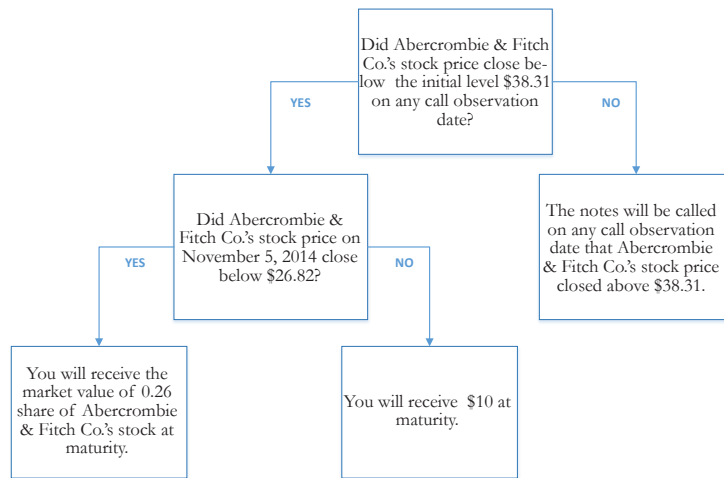 Did Abercrombie & Fitch
Co.'s stock price close be-
low the initial level $38.31
on any call observation
date?
YES
NO
Did Abercrombie &
Fitch Co.'s stock price on
November 5, 2014 close
below $26.82?
The notes will be called
on any call observation
date that Abercrombie
& Fitch Co.'s stock price
closed above $38.31.
YES
NO
You will receive the
market value of 0.26
share of Abercrombie
& Fitch Co.'s stock at
maturity.
You will receive $10 at
maturity.